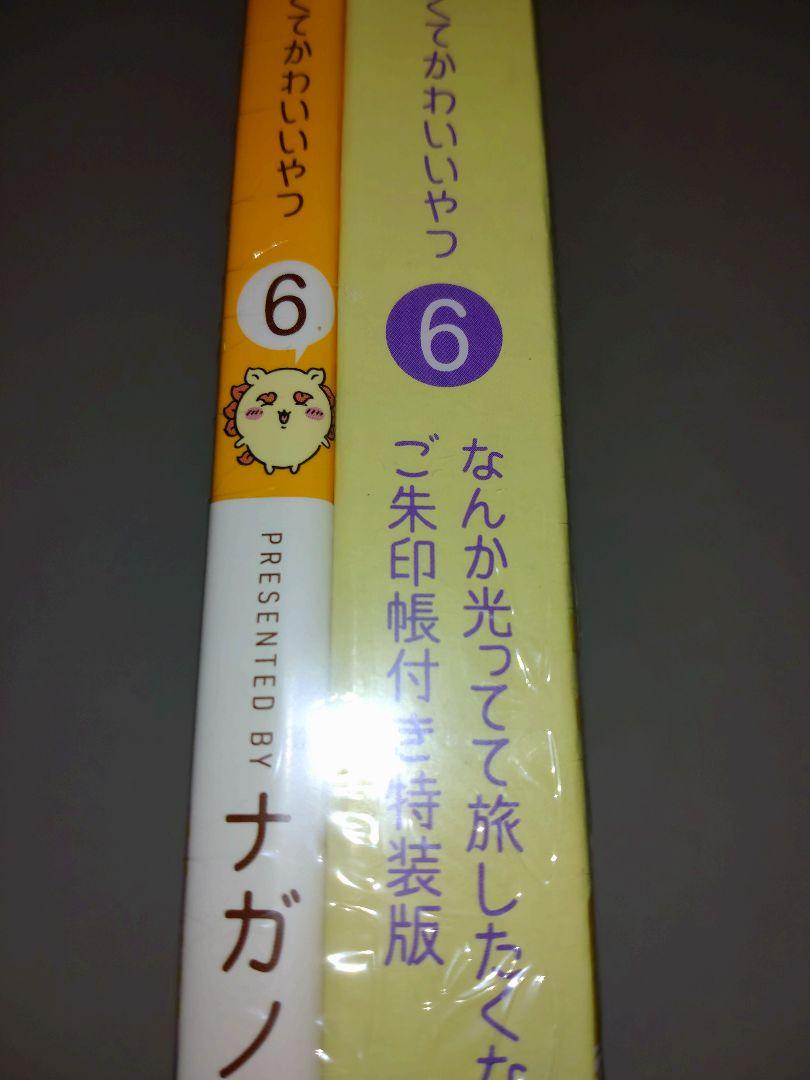 くてかわいいやつ
6
PRESENTED BY
ナガノ
くてかわいいやつ
6
なんか光ってて旅したくな
ご朱印帳付き特装版